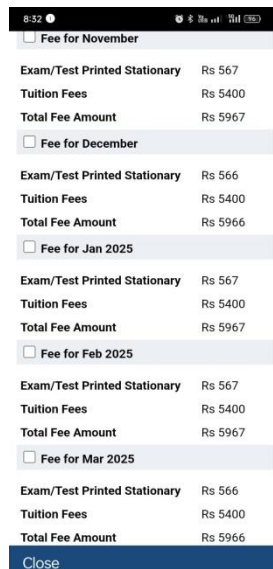 8:32
96
Fee for November
Exam/Test Printed Stationary Rs 567
Tuition Fees Rs 5400
Total Fee Amount Rs 5967
Fee for December
Exam/Test Printed Stationary Rs 566
Tuition Fees Rs 5400
Total Fee Amount Rs 5966
Fee for Jan 2025
Exam/Test Printed Stationary Rs 567
Tuition Fees Rs 5400
Total Fee Amount Rs 5967
Fee for Feb 2025
Exam/Test Printed Stationary Rs 567
Tuition Fees Rs 5400
Total Fee Amount Rs 5967
Fee for Mar 2025
Exam/Test Printed Stationary Rs 566
Tuition Fees Rs 5400
Total Fee Amount Rs 5966
Close